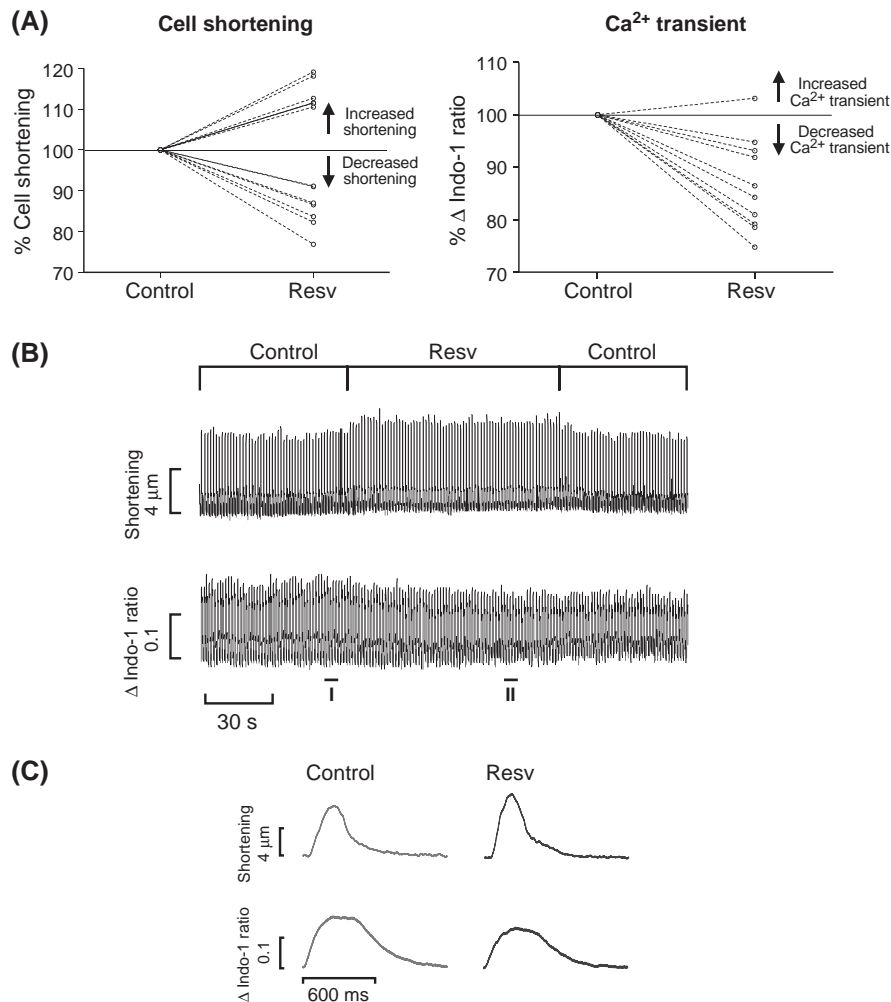 (A)
Cell shortening
120
110
100
90
80
70
% Cell shortening
Increased
shortening
Decreased
shortening
Control
Resv
Ca²⁺ transient
110
100
90
80
70
% Δ Indo-1 ratio
Increased
Ca²⁺ transient
Decreased
Ca²⁺ transient
Control
Resv
(B)
Control
Resv
Control
Shortening
4 μm
Δ Indo-1 ratio
0.1
I
II
30 s
(C)
Control
Resv
Shortening
4 μm
Δ Indo-1 ratio
0.1
600 ms